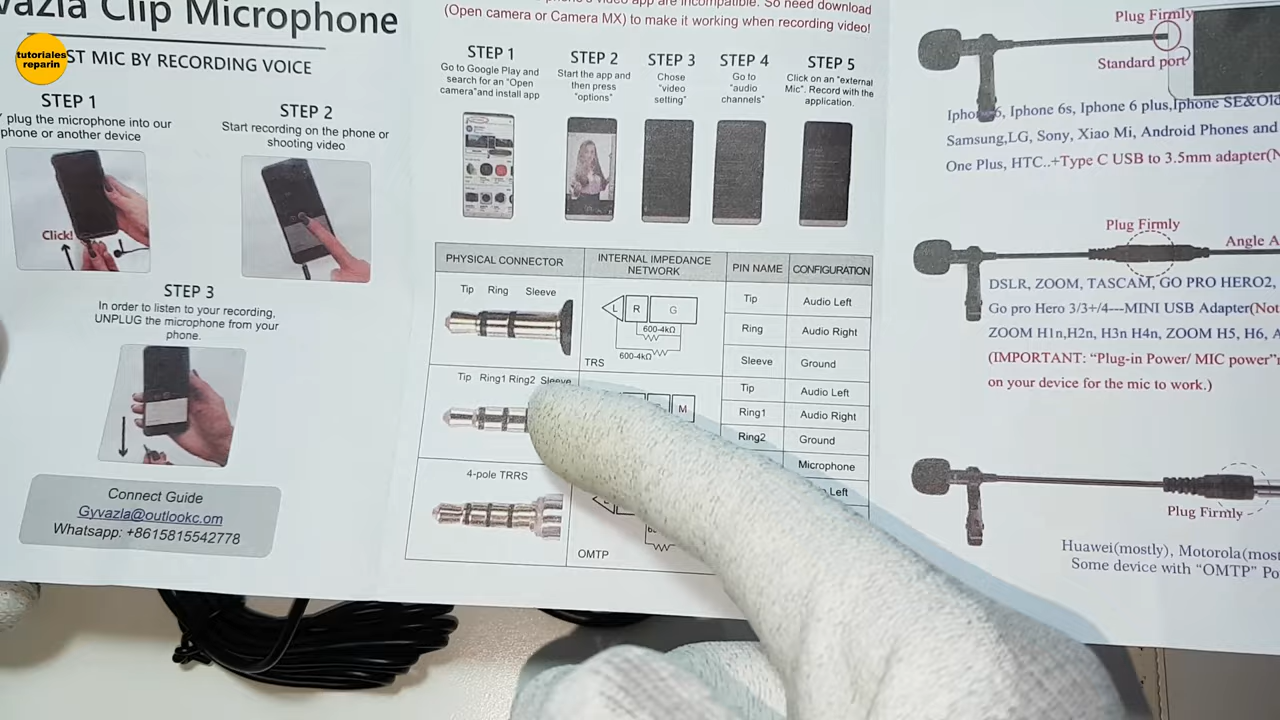 Clip Microphone
tutoriales
reparin
ST MIC BY RECORDING VOICE
STEP 1
plug the microphone into our
phone or another device
Click!
STEP 2
Start recording on the phone or
shooting video
STEP 3
In order to listen to your recording,
UNPLUG the microphone from your
phone.
Connect Guide
Gyvazla@outlookc.om
Whatsapp: +8615815542778
phone's video app are incompatible. So need download
(Open camera or Camera MX) to make it working when recording video!
STEP 1
Go to Google Play and
search for an "Open
camera"and install app
STEP 2
Start the app and
then press
"options"
STEP 3
Chose
"video
setting"
STEP 4
Go to
"audio
channels"
STEP 5
Click on an "external
Mic". Record with the
application.
PHYSICAL CONNECTOR
INTERNAL IMPEDANCE
NETWORK
PIN NAME
CONFIGURATION
Tip Ring Sleeve
L R G
600-4kΩ
600-4kΩ
TRS
Tip Audio Left
Ring Audio Right
Sleeve Ground
Tip Ring1 Ring2 Sleeve
M
Tip Audio Left
Ring1 Audio Right
Ring2 Ground
Microphone
4-pole TRRS
OMTP
Left
Plug Firmly
Standard port
Iphone 6, Iphone 6s, Iphone 6 plus,Iphone SE&Old
Samsung,LG, Sony, Xiao Mi, Android Phones and
One Plus, HTC..+Type C USB to 3.5mm adapter(N
Plug Firmly
Angle A
DSLR, ZOOM, TASCAM, GO PRO HERO2,
Go pro Hero 3/3+/4---MINI USB Adapter(Not
ZOOM H1n,H2n, H3n H4n, ZOOM H5, H6, A
(IMPORTANT: "Plug-in Power/ MIC power"
on your device for the mic to work.)
Plug Firmly
Huawei(mostly), Motorola(mos
Some device with "OMTP" Po